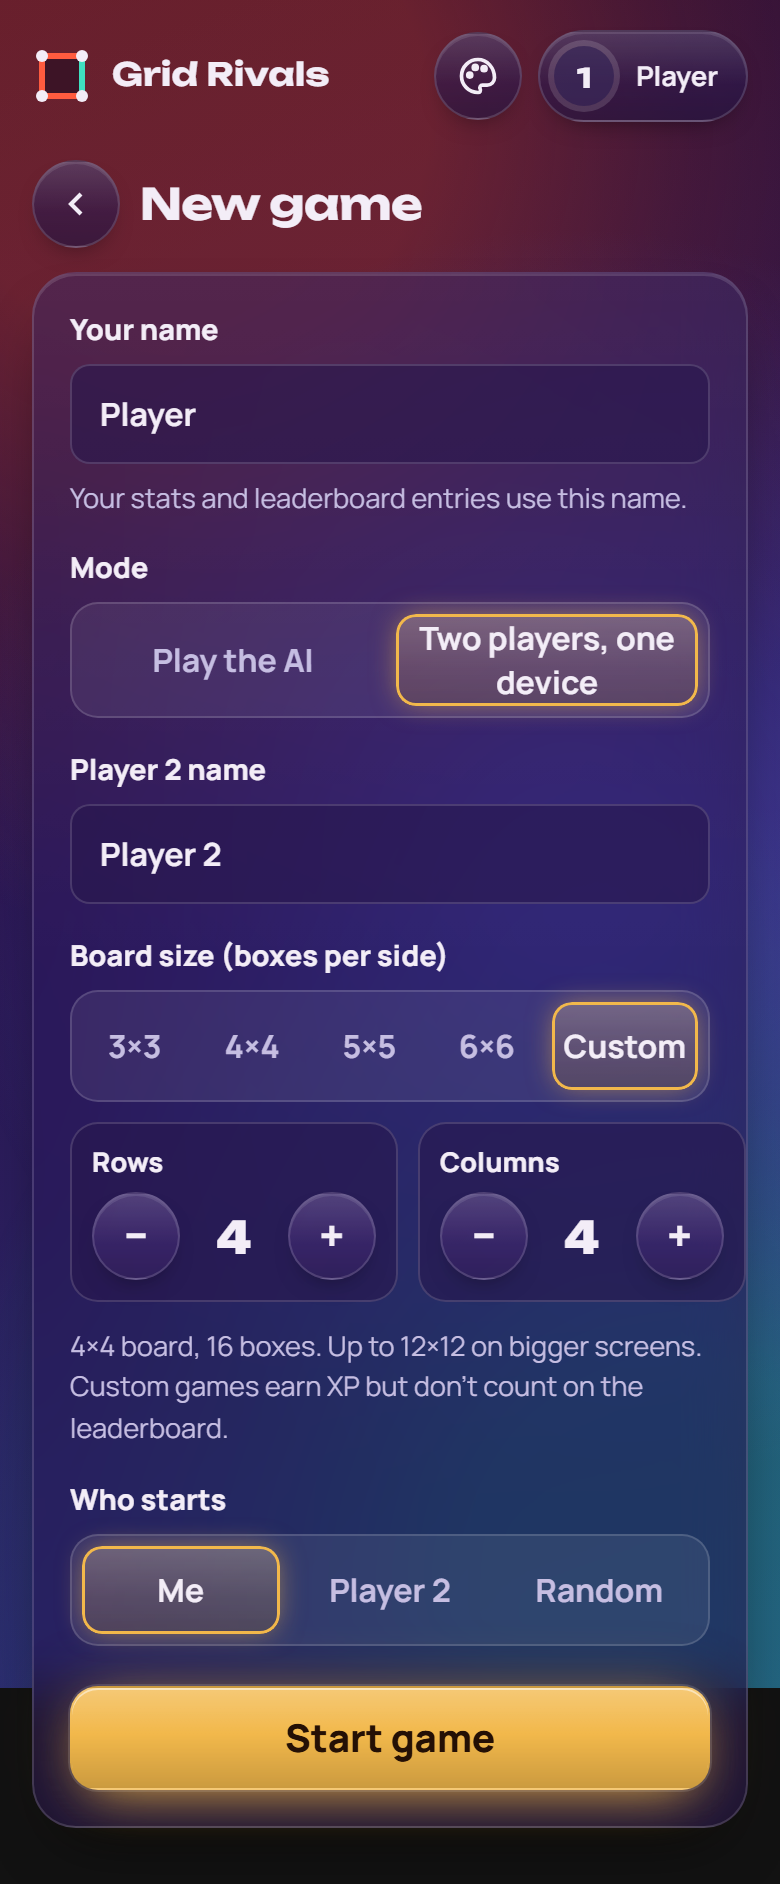 Grid Rivals
1 Player
New game
Your name
Player
Your stats and leaderboard entries use this name.
Mode
Play the AI
Two players, one
device
Player 2 name
Player 2
Board size (boxes per side)
3×3 4×4 5×5 6×6 Custom
Rows
− 4 +
Columns
− 4 +
4×4 board, 16 boxes. Up to 12×12 on bigger screens.
Custom games earn XP but don't count on the
leaderboard.
Who starts
Me Player 2 Random
Start game